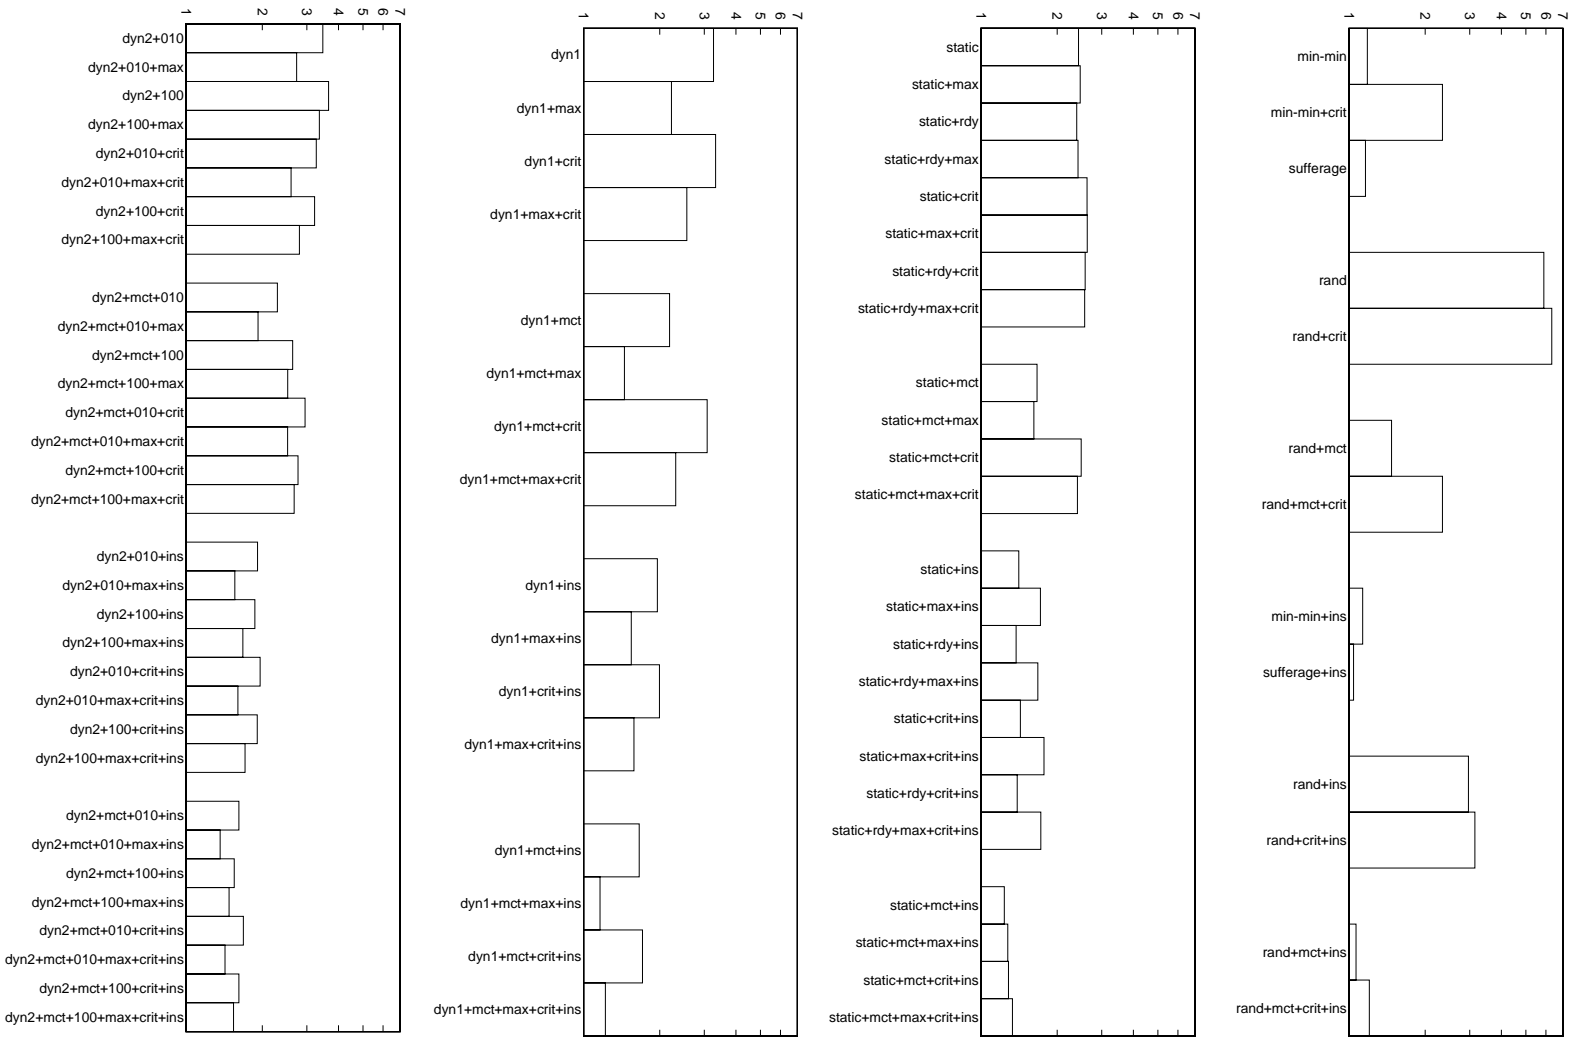 1 2 3 4 5 6 7
dyn2+010
dyn2+010+max
dyn2+100
dyn2+100+max
dyn2+010+crit
dyn2+010+max+crit
dyn2+100+crit
dyn2+100+max+crit
dyn2+mct+010
dyn2+mct+010+max
dyn2+mct+100
dyn2+mct+100+max
dyn2+mct+010+crit
dyn2+mct+010+max+crit
dyn2+mct+100+crit
dyn2+mct+100+max+crit
dyn2+010+ins
dyn2+010+max+ins
dyn2+100+ins
dyn2+100+max+ins
dyn2+010+crit+ins
dyn2+010+max+crit+ins
dyn2+100+crit+ins
dyn2+100+max+crit+ins
dyn2+mct+010+ins
dyn2+mct+010+max+ins
dyn2+mct+100+ins
dyn2+mct+100+max+ins
dyn2+mct+010+crit+ins
dyn2+mct+010+max+crit+ins
dyn2+mct+100+crit+ins
dyn2+mct+100+max+crit+ins
1 2 3 4 5 6 7
dyn1
dyn1+max
dyn1+crit
dyn1+max+crit
dyn1+mct
dyn1+mct+max
dyn1+mct+crit
dyn1+mct+max+crit
dyn1+ins
dyn1+max+ins
dyn1+crit+ins
dyn1+max+crit+ins
dyn1+mct+ins
dyn1+mct+max+ins
dyn1+mct+crit+ins
dyn1+mct+max+crit+ins
1 2 3 4 5 6 7
static
static+max
static+rdy
static+rdy+max
static+crit
static+max+crit
static+rdy+crit
static+rdy+max+crit
static+mct
static+mct+max
static+mct+crit
static+mct+max+crit
static+ins
static+max+ins
static+rdy+ins
static+rdy+max+ins
static+crit+ins
static+max+crit+ins
static+rdy+crit+ins
static+rdy+max+crit+ins
static+mct+ins
static+mct+max+ins
static+mct+crit+ins
static+mct+max+crit+ins
1 2 3 4 5 6 7
min-min
min-min+crit
sufferage
rand
rand+crit
rand+mct
rand+mct+crit
min-min+ins
sufferage+ins
rand+ins
rand+crit+ins
rand+mct+ins
rand+mct+crit+ins